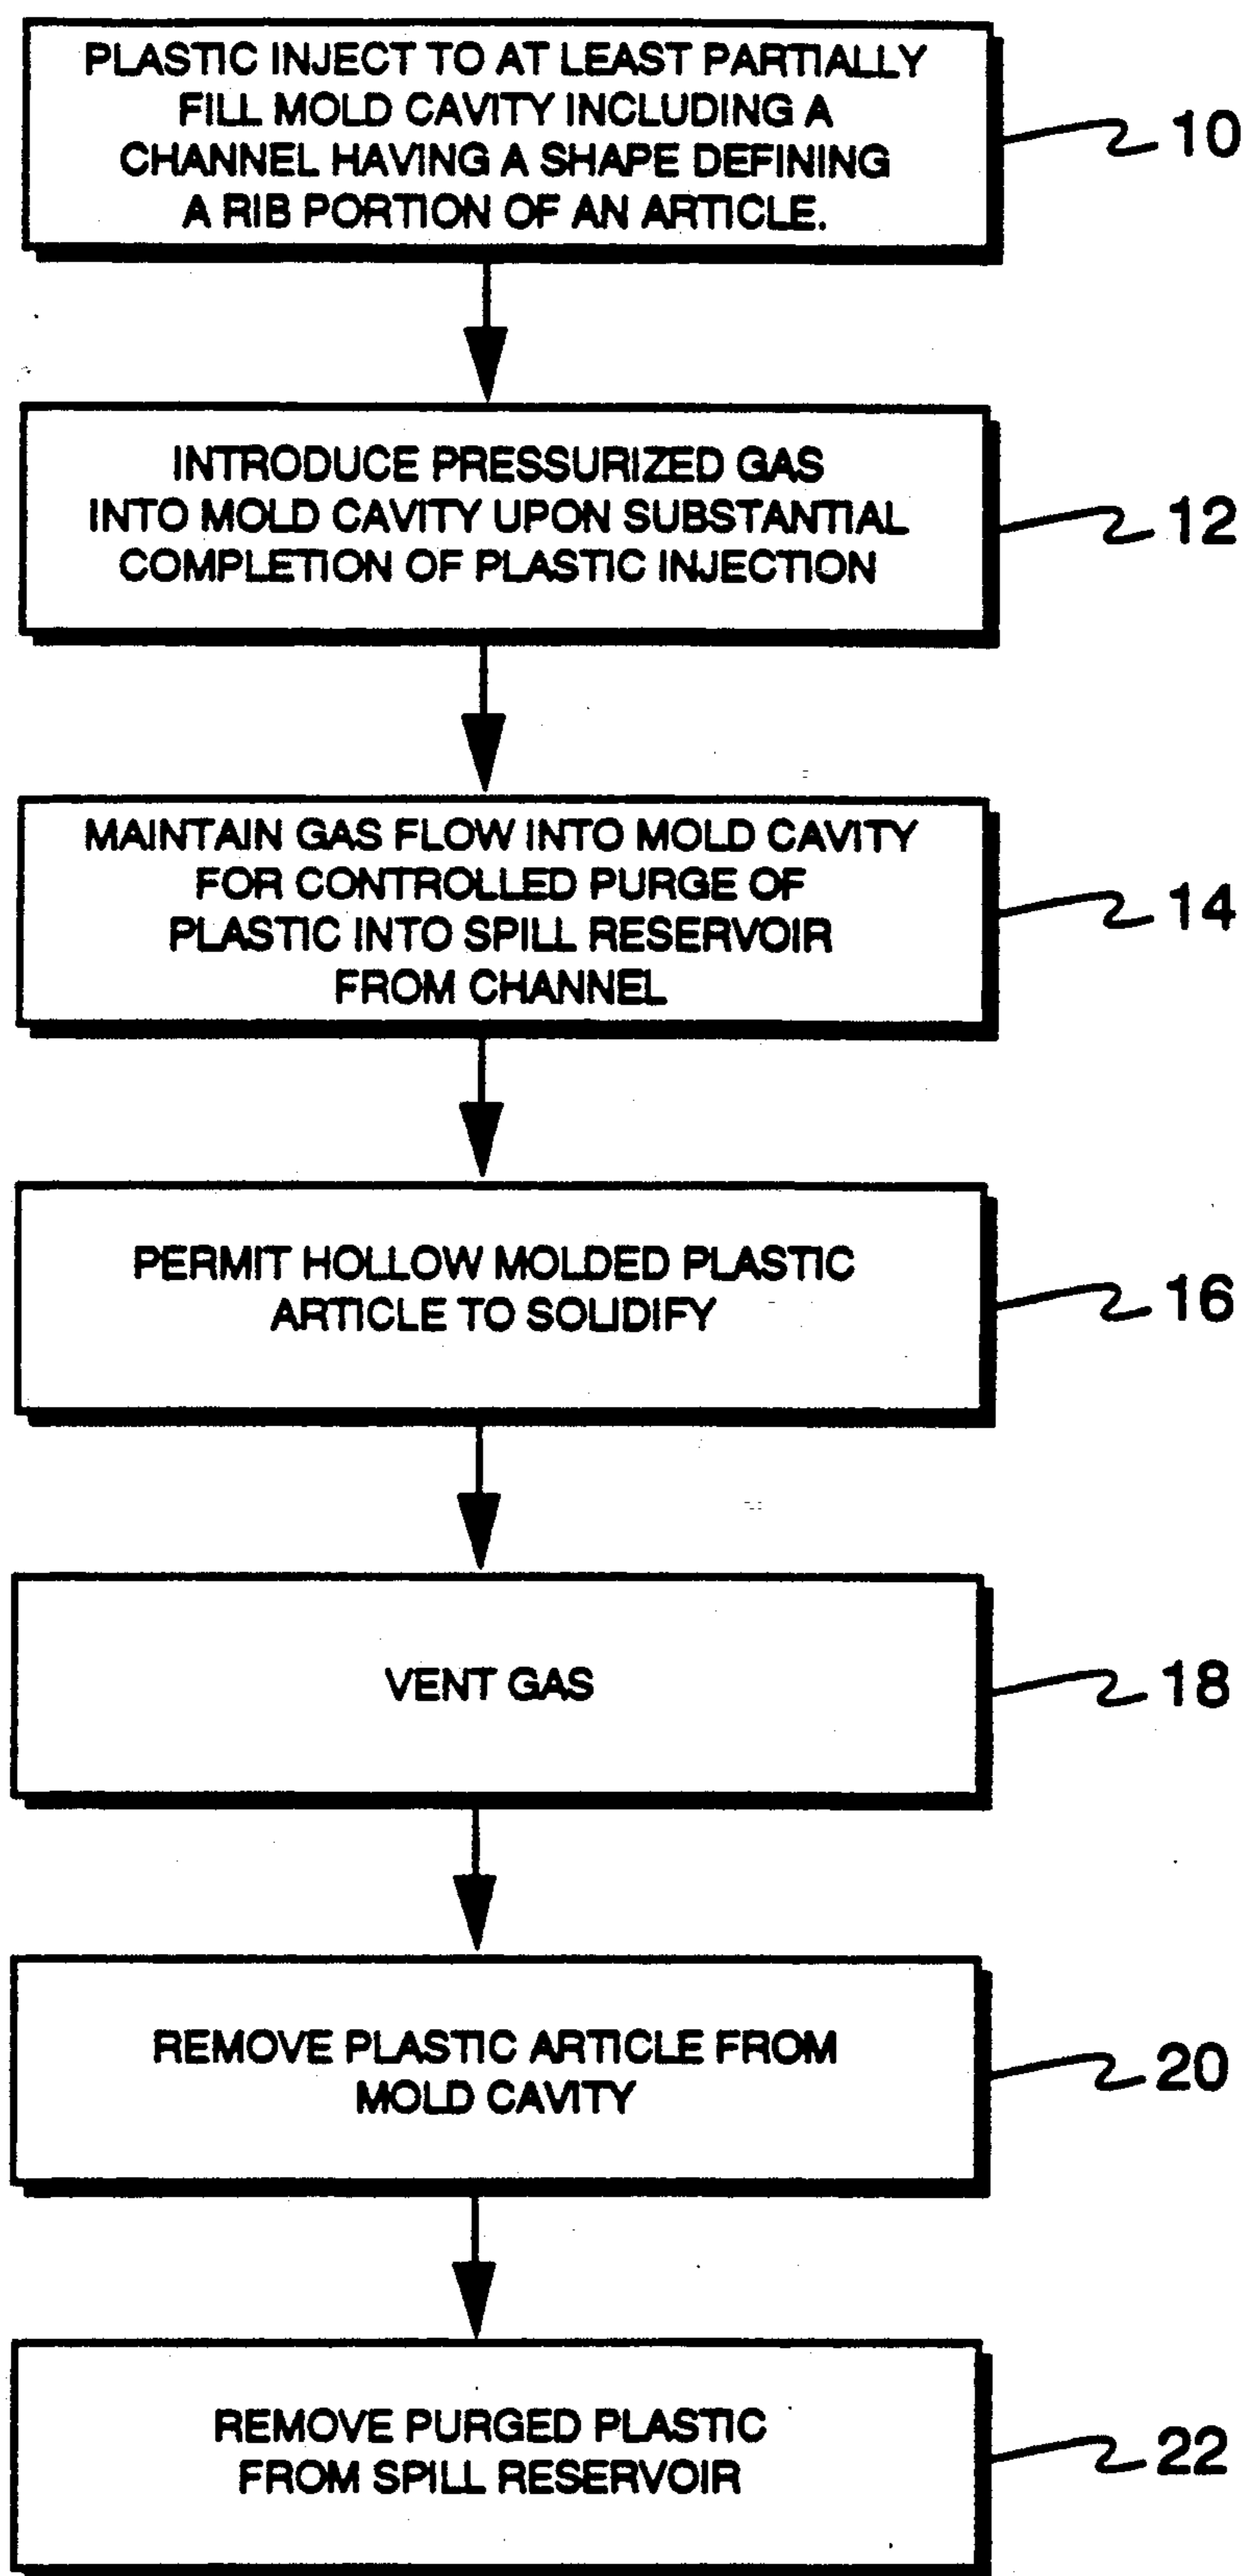 PLASTIC INJECT TO AT LEAST PARTIALLY
FILL MOLD CAVITY INCLUDING A
CHANNEL HAVING A SHAPE DEFINING
A RIB PORTION OF AN ARTICLE.
10
INTRODUCE PRESSURIZED GAS
INTO MOLD CAVITY UPON SUBSTANTIAL
COMPLETION OF PLASTIC INJECTION
12
MAINTAIN GAS FLOW INTO MOLD CAVITY
FOR CONTROLLED PURGE OF
PLASTIC INTO SPILL RESERVOIR
FROM CHANNEL
14
PERMIT HOLLOW MOLDED PLASTIC
ARTICLE TO SOLIDIFY
16
VENT GAS
18
REMOVE PLASTIC ARTICLE FROM
MOLD CAVITY
20
REMOVE PURGED PLASTIC
FROM SPILL RESERVOIR
22